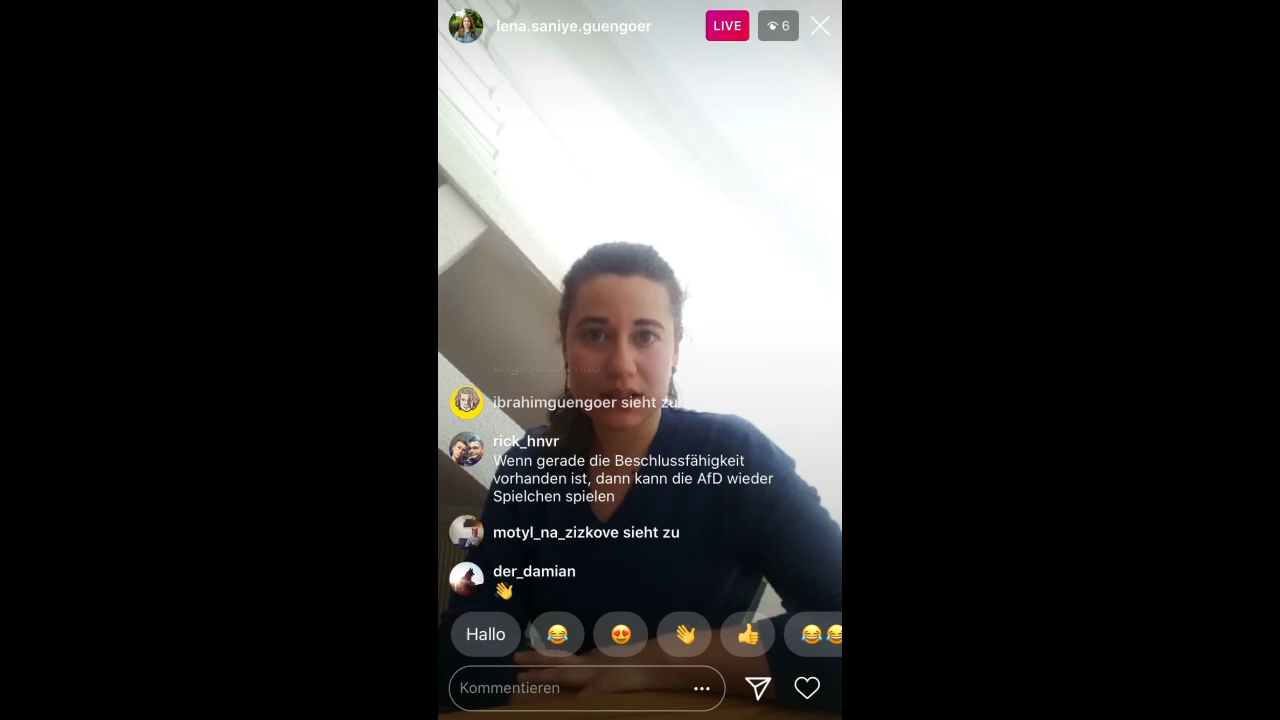 lena.saniye.guengoer
LIVE
6
ibrahimguengoer sieht zu
rick_hnvr
Wenn gerade die Beschlussfähigkeit
vorhanden ist, dann kann die AfD wieder
Spielchen spielen
motyl_na_zizkove sieht zu
der_damian
👋
Hallo 😂 😍 👋 👍 😂😂
Kommentieren